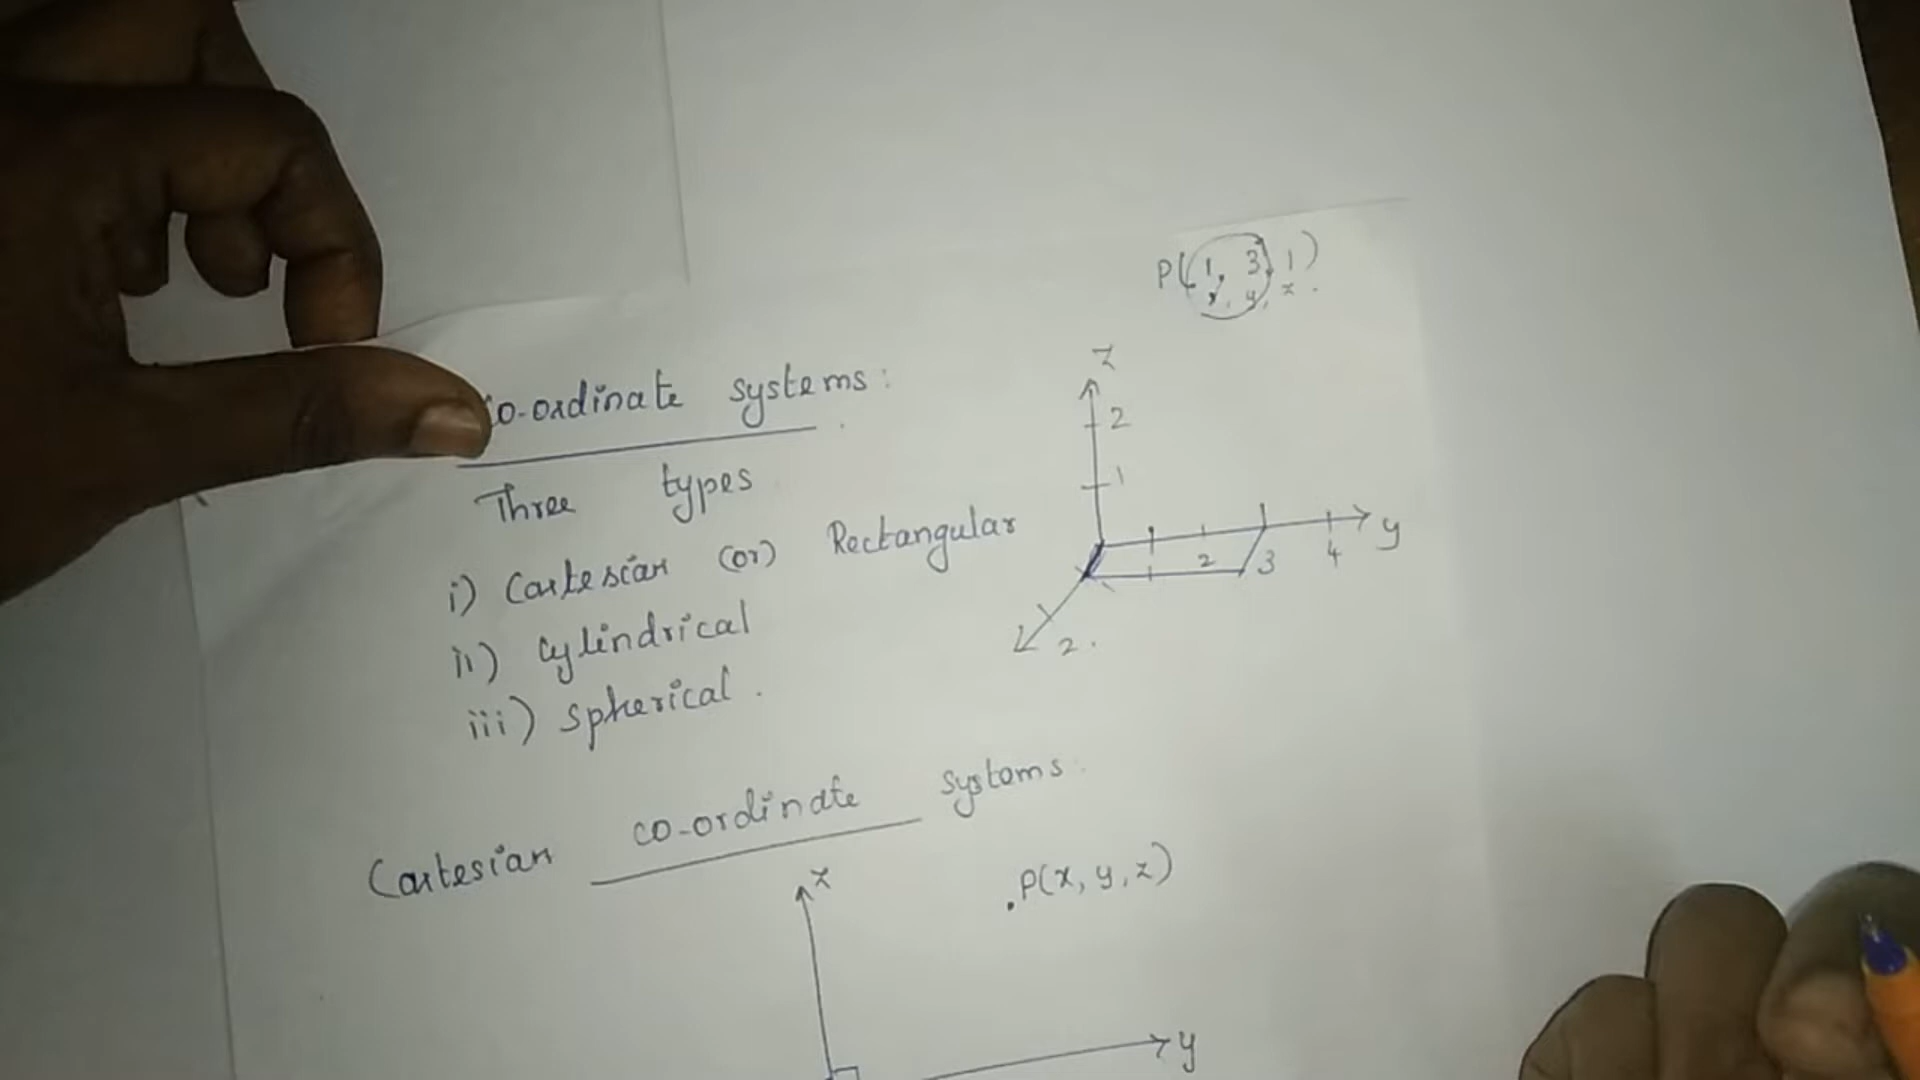 P(1, 3, 1)
x, y, z.
co-ordinate systems:
Three types
i) Cartesian (or) Rectangular
ii) Cylindrical
iii) Spherical.
z
2
1
y
1 2 3 4
2.
Cartesian co-ordinate systems:
z
.P(x, y, z)
y